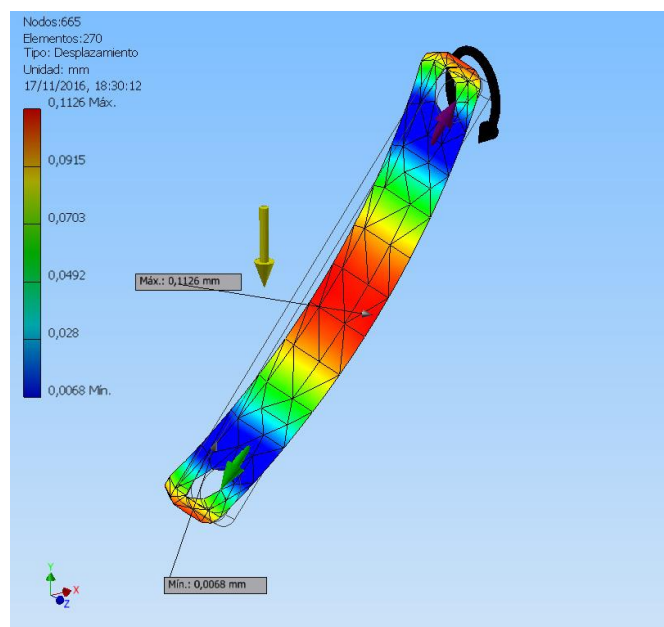 Nodos:665
Elementos:270
Tipo: Desplazamiento
Unidad: mm
17/11/2016, 18:30:12
0,1126 Máx.
0,0915
0,0703
0,0492
0,028
0,0068 Mín.
Máx.: 0,1126 mm
Mín.: 0,0068 mm
Y
X
Z